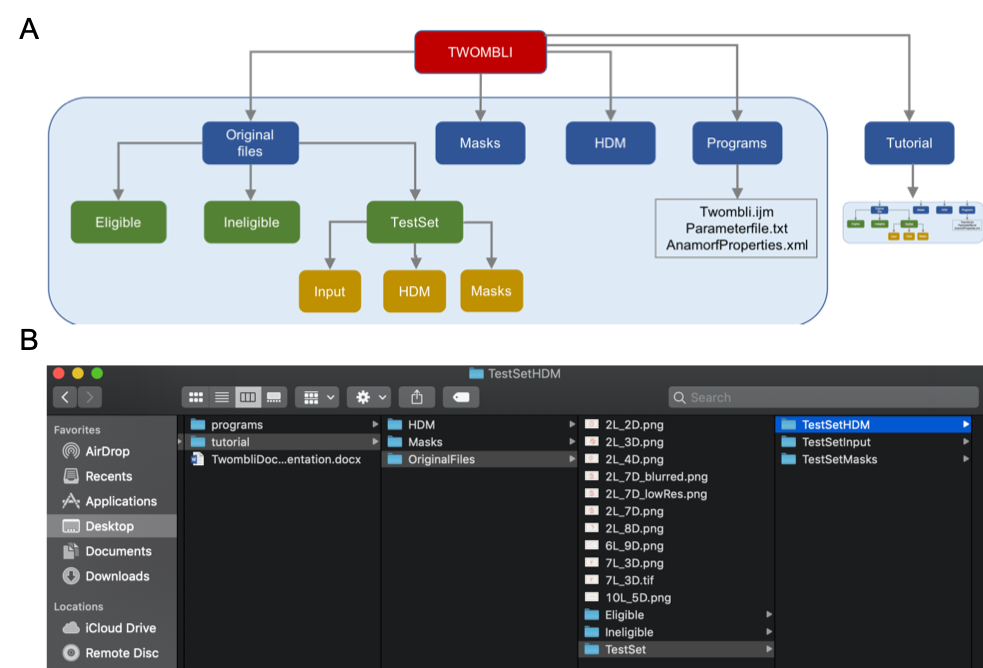 A
TWOMBLI
Original
files
Masks
HDM
Programs
Tutorial
Eligible
Ineligible
TestSet
Twombli.ijm
Parameterfile.txt
AnamorfProperties.xml
Input
HDM
Masks
B
TestSetHDM
Search
Favorites
AirDrop
Recents
Applications
Desktop
Documents
Downloads
Locations
iCloud Drive
Remote Disc
programs
tutorial
TwombliDoc...entation.docx
HDM
Masks
OriginalFiles
2L_2D.png
2L_3D.png
2L_4D.png
2L_7D_blurred.png
2L_7D_lowRes.png
2L_7D.png
2L_8D.png
6L_9D.png
7L_3D.png
7L_3D.tif
10L_5D.png
Eligible
Ineligible
TestSet
TestSetHDM
TestSetInput
TestSetMasks